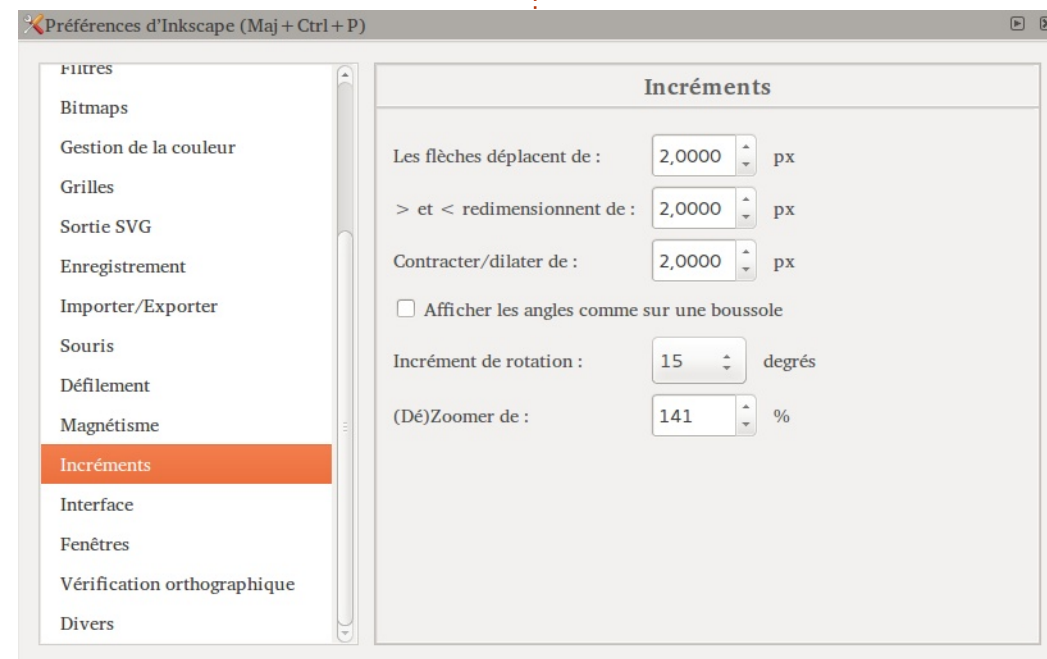 Préférences d'Inkscape (Maj+Ctrl+P)
Filtres
Bitmaps
Gestion de la couleur
Grilles
Sortie SVG
Enregistrement
Importer/Exporter
Souris
Défilement
Magnétisme
Incréments
Interface
Fenêtres
Vérification orthographique
Divers
Incréments
Les flèches déplacent de : 2,0000 px
> et < redimensionnent de : 2,0000 px
Contracter/dilater de : 2,0000 px
Afficher les angles comme sur une boussole
Incrément de rotation : 15 degrés
(Dé)Zoomer de : 141 %